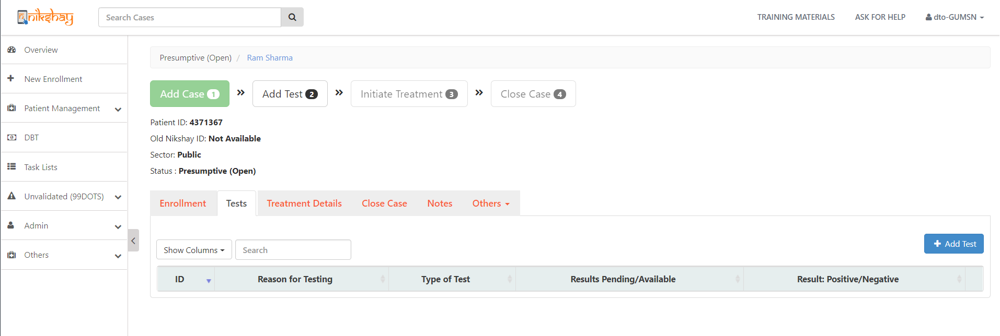 nikshay
Search Cases
TRAINING MATERIALS
ASK FOR HELP
dto-GUMSN
Overview
New Enrollment
Patient Management
DBT
Task Lists
Unvalidated (99DOTS)
Admin
Others
Presumptive (Open) / Ram Sharma
Add Case 1 » Add Test 2 » Initiate Treatment 3 » Close Case 4
Patient ID: 4371367
Old Nikshay ID: Not Available
Sector: Public
Status : Presumptive (Open)
Enrollment Tests Treatment Details Close Case Notes Others
Show Columns Search + Add Test
ID Reason for Testing Type of Test Results Pending/Available Result: Positive/Negative